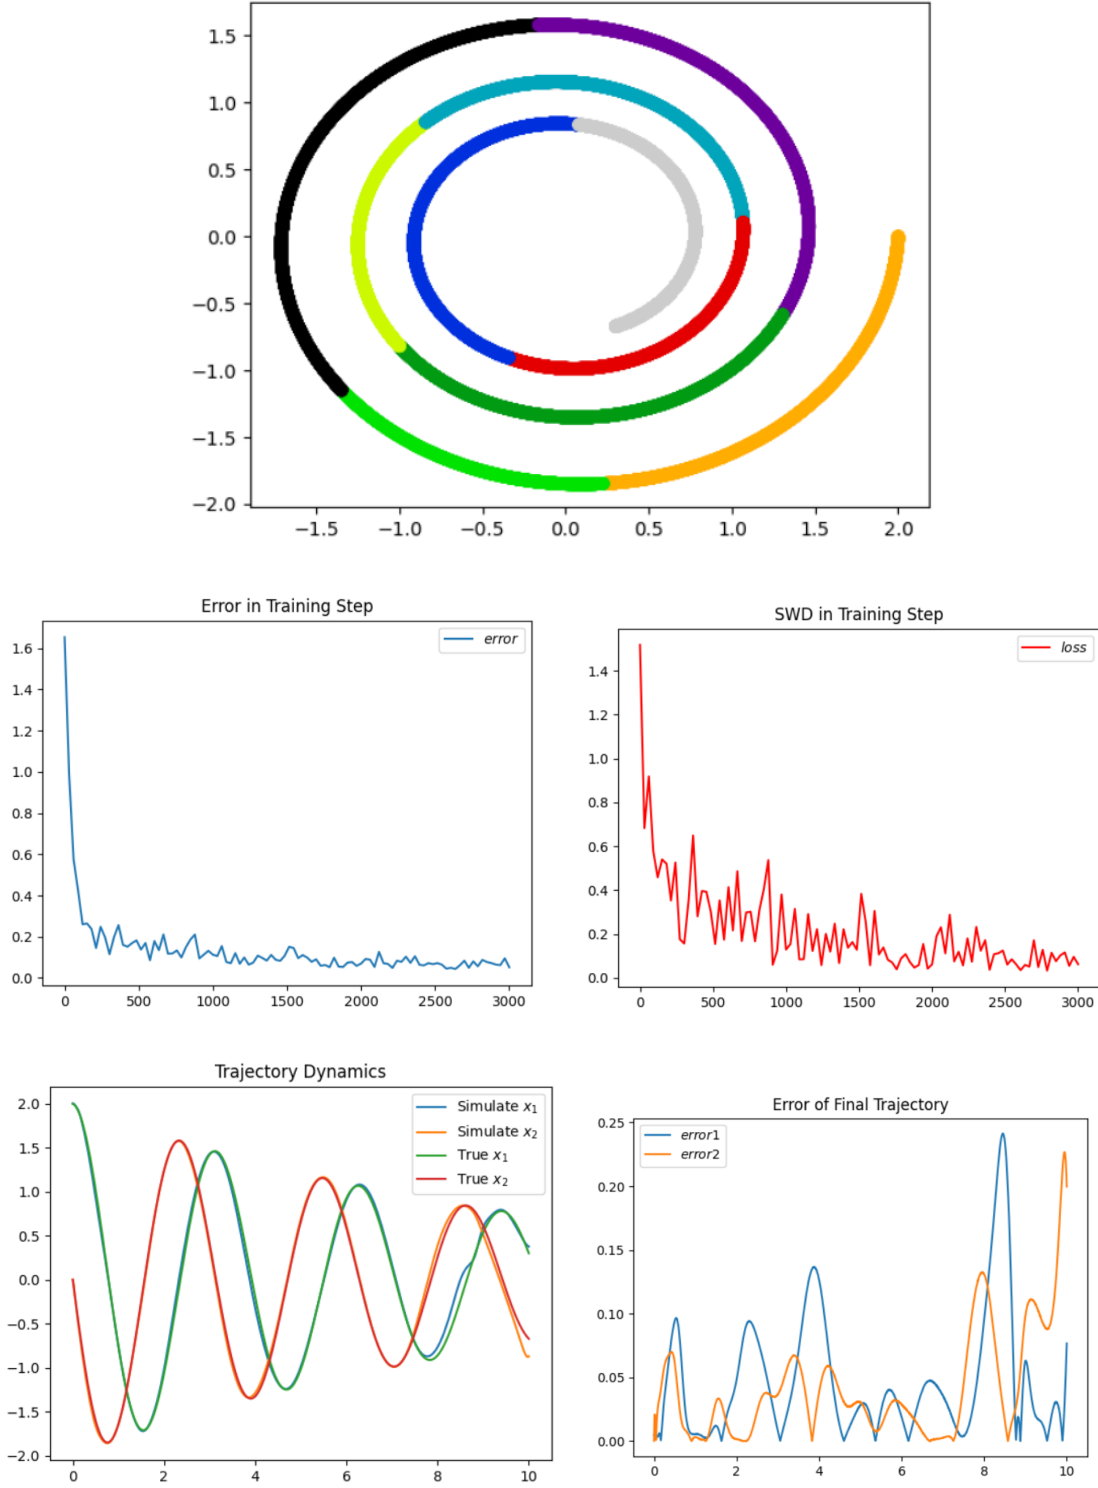 1.5
1.0
0.5
0.0
−0.5
−1.0
−1.5
−2.0
−1.5 −1.0 −0.5 0.0 0.5 1.0 1.5 2.0
Error in Training Step
error
1.6
1.4
1.2
1.0
0.8
0.6
0.4
0.2
0.0
0 500 1000 1500 2000 2500 3000
SWD in Training Step
loss
1.4
1.2
1.0
0.8
0.6
0.4
0.2
0.0
0 500 1000 1500 2000 2500 3000
Trajectory Dynamics
Simulate x₁
Simulate x₂
True x₁
True x₂
2.0
1.5
1.0
0.5
0.0
−0.5
−1.0
−1.5
−2.0
0 2 4 6 8 10
Error of Final Trajectory
error1
error2
0.25
0.20
0.15
0.10
0.05
0.00
0 2 4 6 8 10